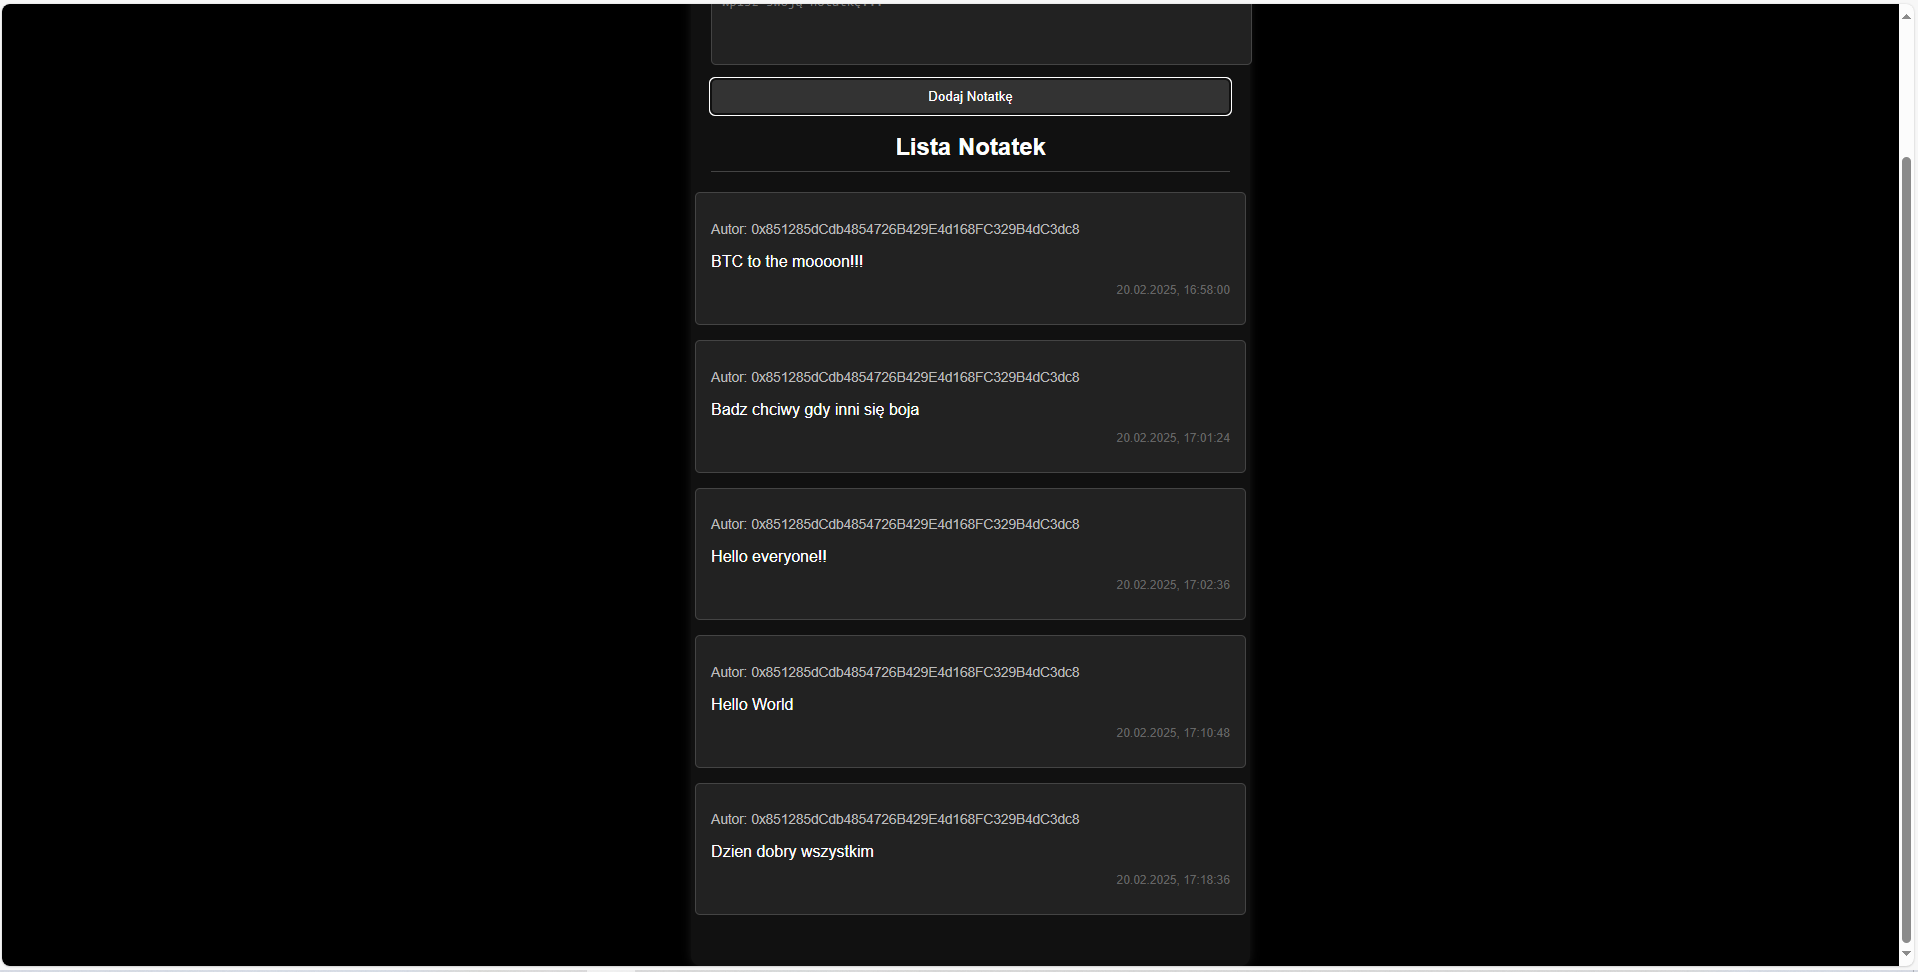 Dodaj Notatkę
Lista Notatek
Autor: 0x851285dCdb4854726B429E4d168FC329B4dC3dc8
BTC to the moooon!!!
20.02.2025, 16:58:00
Autor: 0x851285dCdb4854726B429E4d168FC329B4dC3dc8
Badz chciwy gdy inni się boja
20.02.2025, 17:01:24
Autor: 0x851285dCdb4854726B429E4d168FC329B4dC3dc8
Hello everyone!!
20.02.2025, 17:02:36
Autor: 0x851285dCdb4854726B429E4d168FC329B4dC3dc8
Hello World
20.02.2025, 17:10:48
Autor: 0x851285dCdb4854726B429E4d168FC329B4dC3dc8
Dzien dobry wszystkim
20.02.2025, 17:18:36